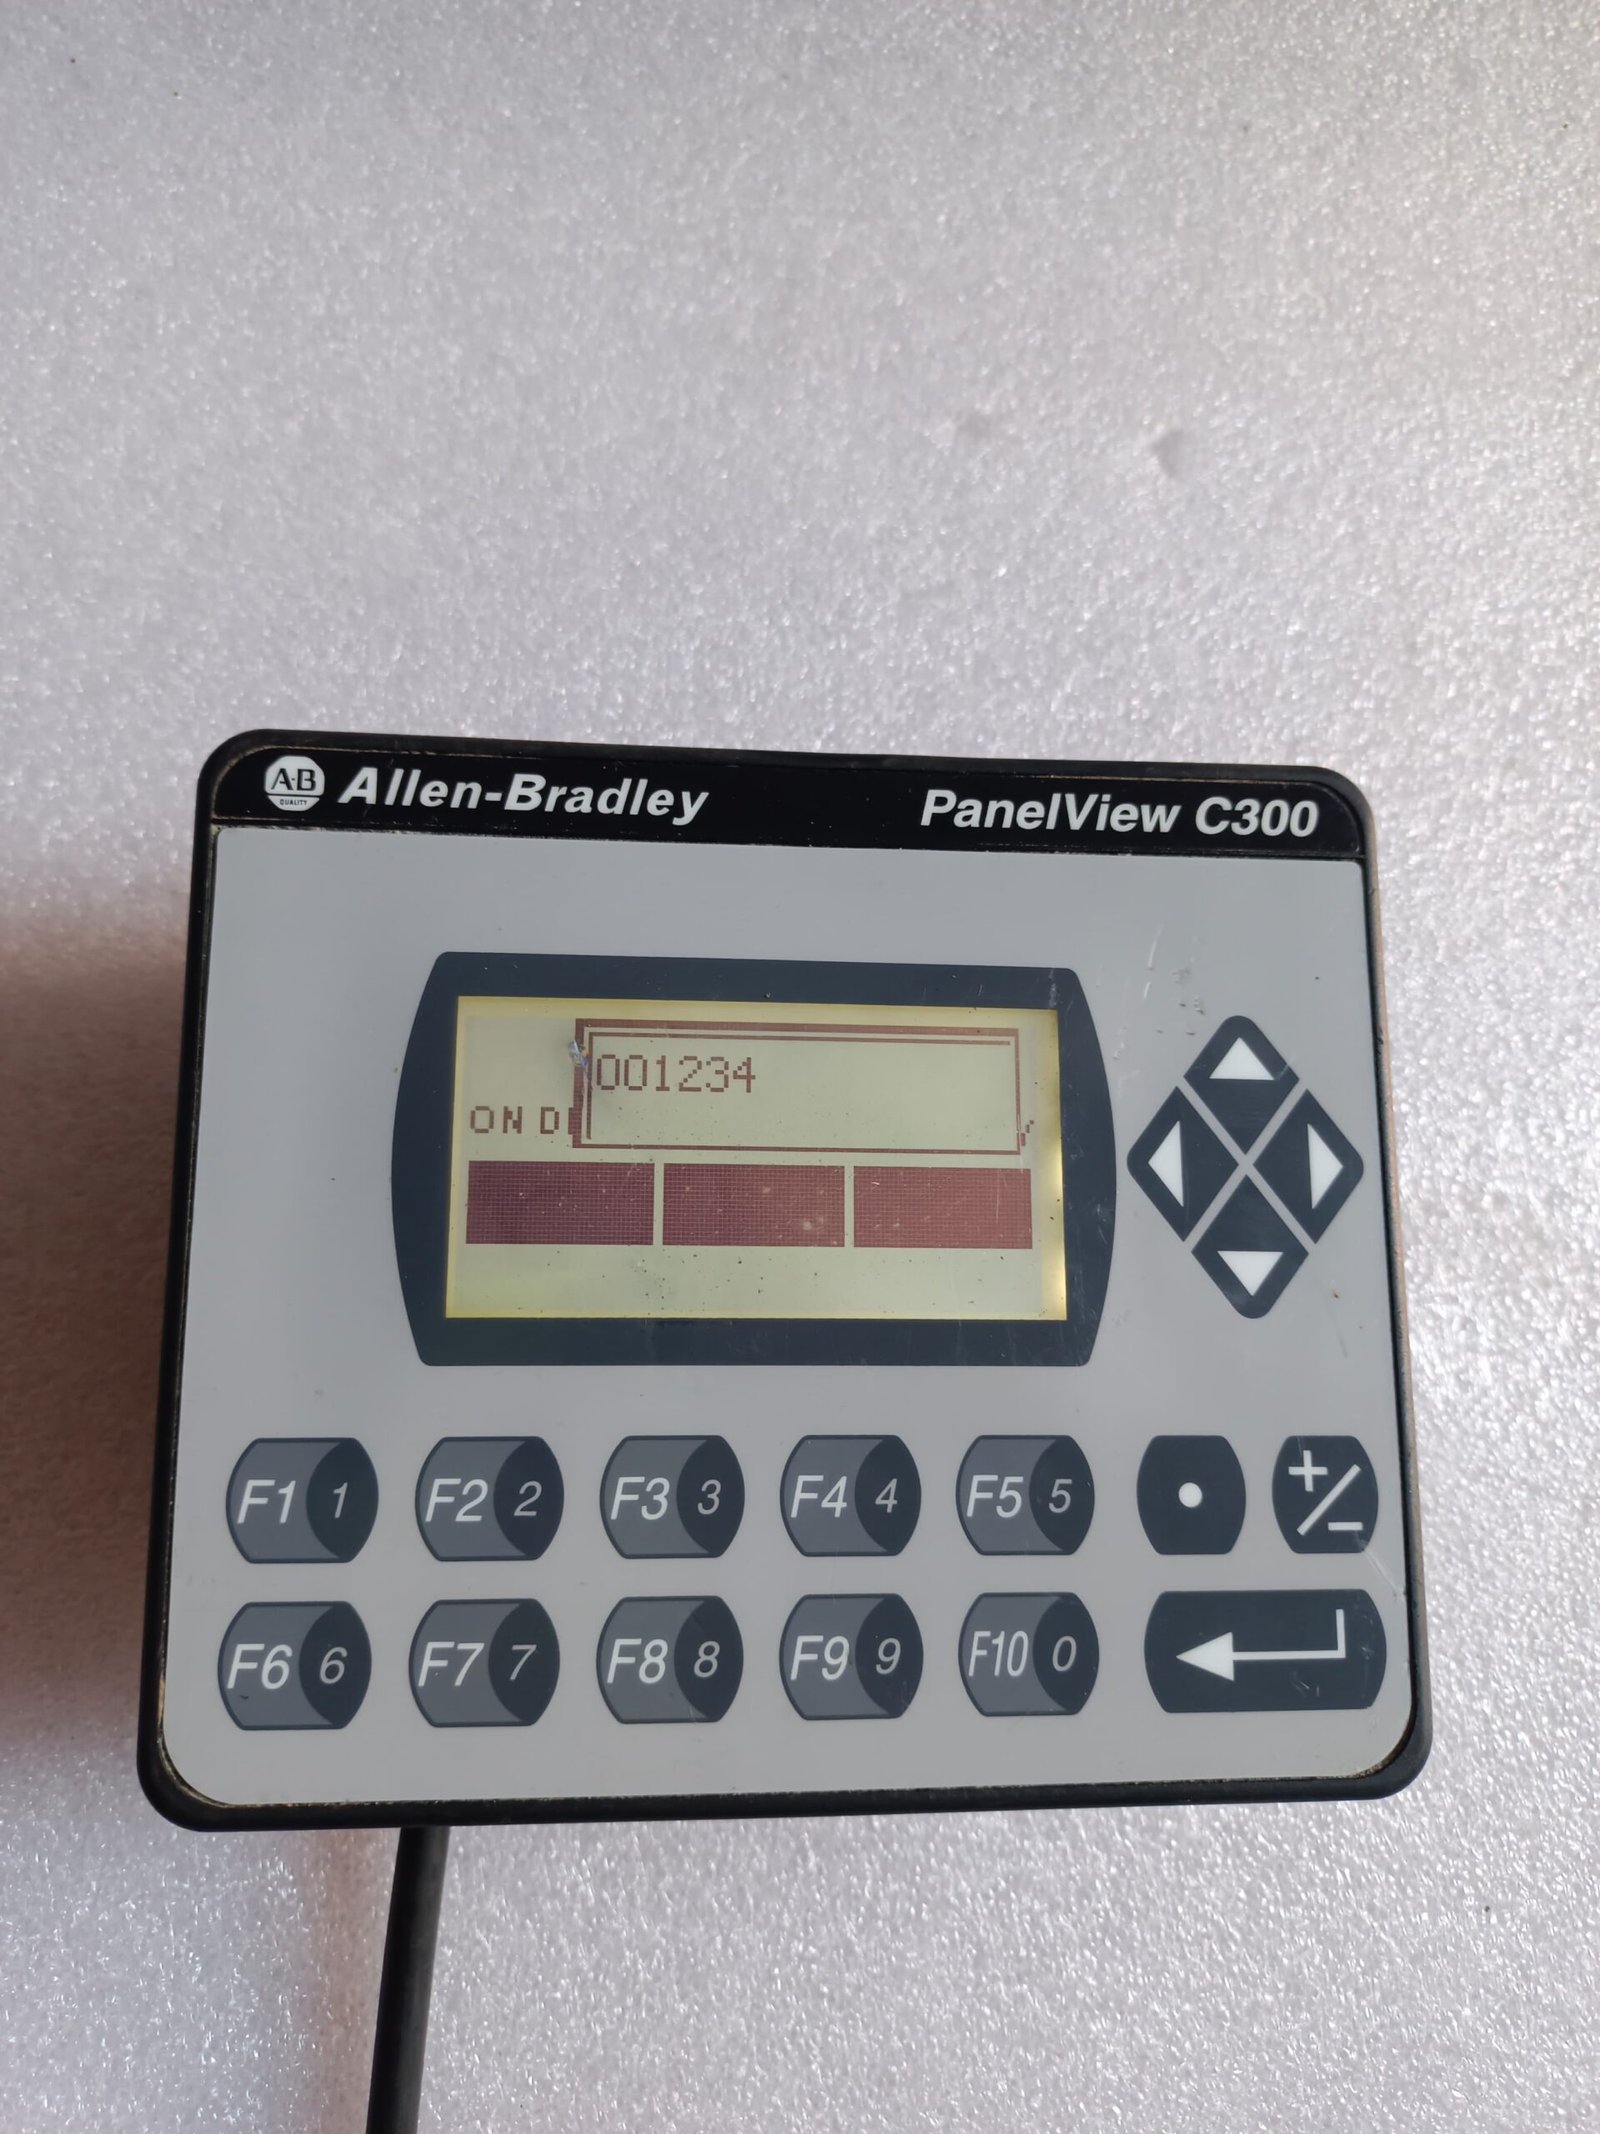 A·B QUALITY Allen-Bradley PanelView C300
001234
ON
F1 1 F2 2 F3 3 F4 4 F5 5 • +/-
F6 6 F7 7 F8 8 F9 9 F10 0